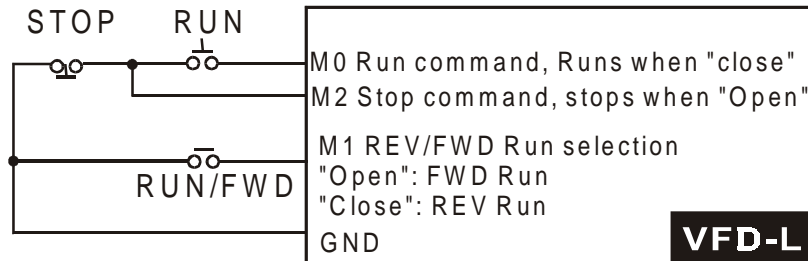 STOP RUN
M0 Run command, Runs when "close"
M2 Stop command, stops when "Open"
M1 REV/FWD Run selection
RUN/FWD
"Open": FWD Run
"Close": REV Run
GND
VFD-L